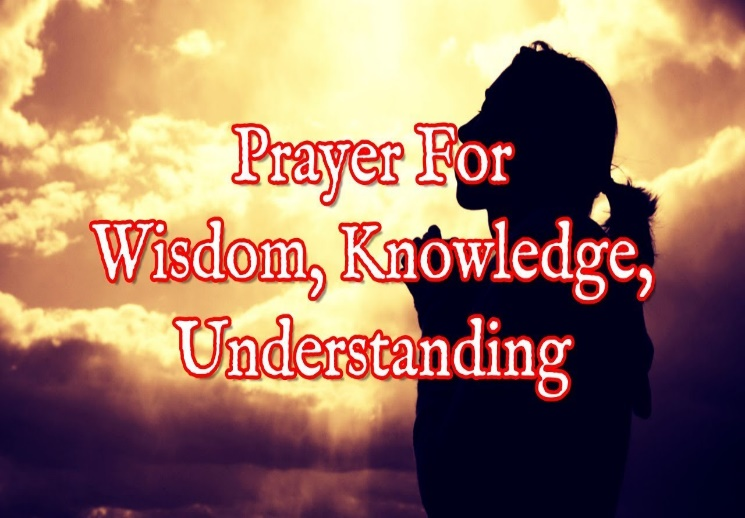 Prayer For
Wisdom, Knowledge,
Understanding